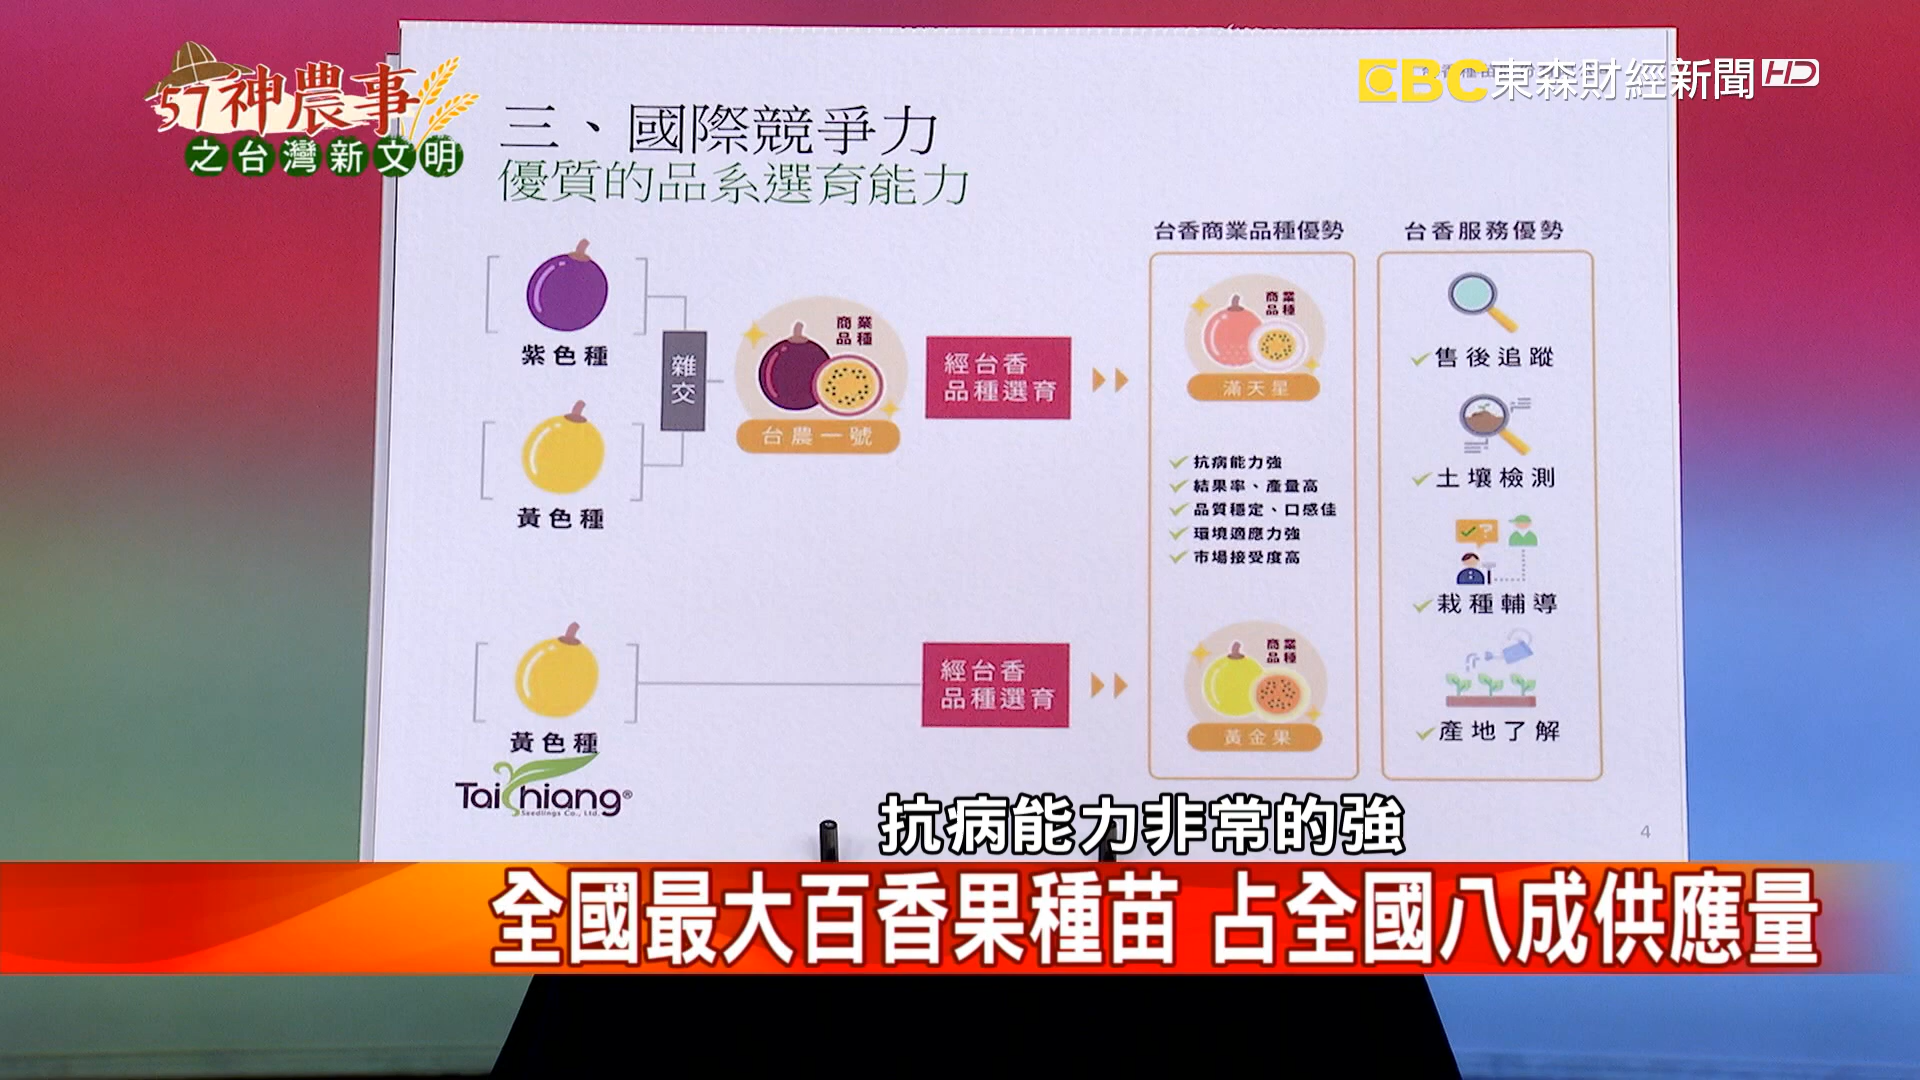 57神農事
之台灣新文明
EBC東森財經新聞HD
三、國際競爭力
優質的品系選育能力
台香商業品種優勢
台香服務優勢
紫色種
雜交
黃色種
商業
品種
台農一號
經台香
品種選育
商業
品種
滿天星
抗病能力強
結果率、產量高
品質穩定、口感佳
環境適應力強
市場接受度高
售後追蹤
土壤檢測
栽種輔導
產地了解
黃色種
經台香
品種選育
商業
品種
黃金果
TaiChiang®
Seedlings Co., Ltd.
4
抗病能力非常的強
全國最大百香果種苗 占全國八成供應量